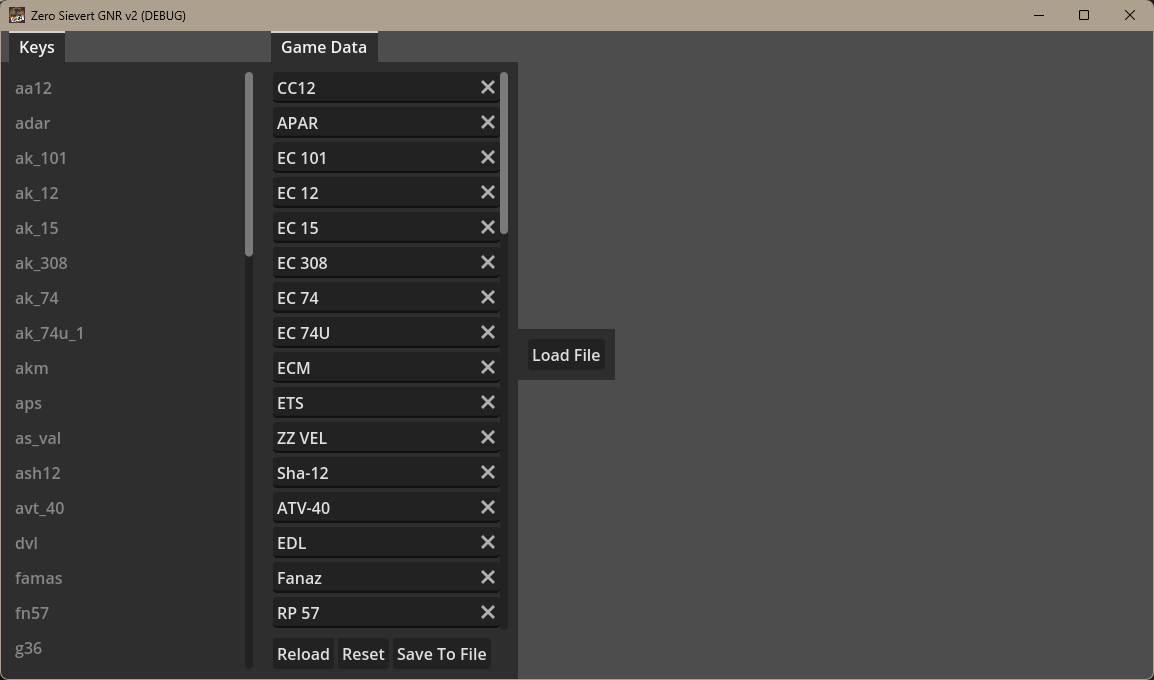 Zero Sievert GNR v2 (DEBUG)
Keys
Game Data
aa12
CC12
adar
APAR
ak_101
EC 101
ak_12
EC 12
ak_15
EC 15
ak_308
EC 308
ak_74
EC 74
ak_74u_1
EC 74U
Load File
akm
ECM
aps
ETS
as_val
ZZ VEL
ash12
Sha-12
avt_40
ATV-40
dvl
EDL
famas
Fanaz
fn57
RP 57
g36
Reload
Reset
Save To File